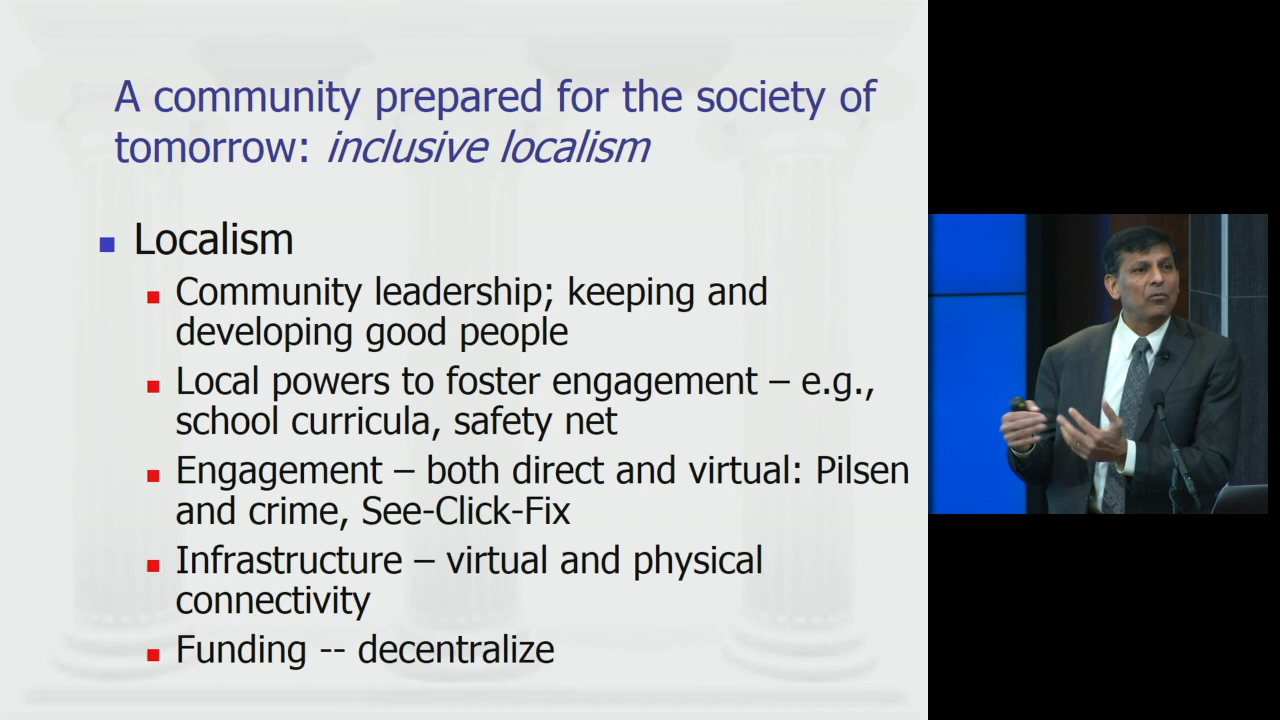 A community prepared for the society of
tomorrow: inclusive localism
Localism
Community leadership; keeping and
developing good people
Local powers to foster engagement – e.g.,
school curricula, safety net
Engagement – both direct and virtual: Pilsen
and crime, See-Click-Fix
Infrastructure – virtual and physical
connectivity
Funding -- decentralize